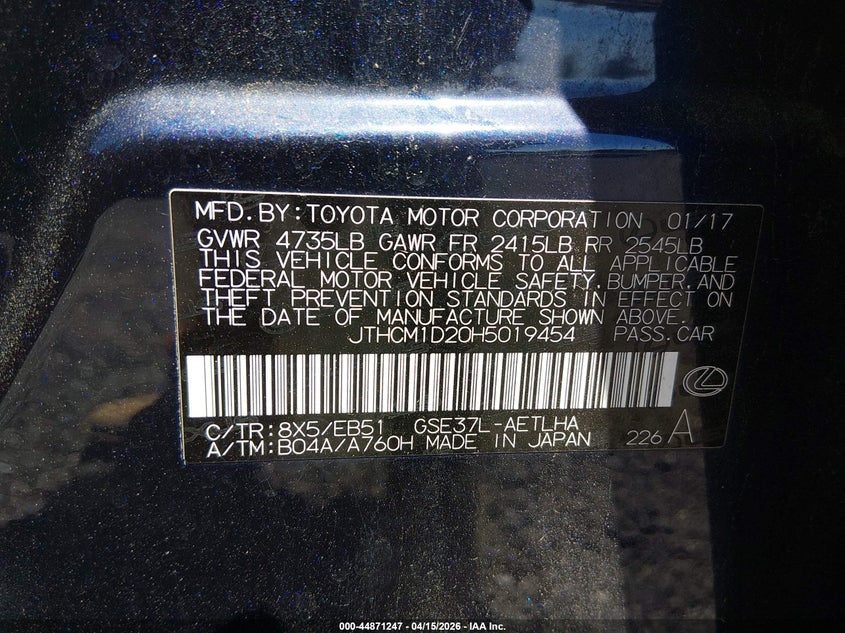 MFD.BY:TOYOTA MOTOR CORPORATION 01/17
GVWR 4735LB GAWR FR 2415LB RR 2545LB
THIS VEHICLE CONFORMS TO ALL APPLICABLE
FEDERAL MOTOR VEHICLE SAFETY,BUMPER,AND
THEFT PREVENTION STANDARDS IN EFFECT ON
THE DATE OF MANUFACTURE SHOWN ABOVE.
JTHCM1D20H5019454 PASS.CAR
C/TR:8X5/EB51 GSE37L-AETLHA
A/TM:B04A/A760H MADE IN JAPAN 226 A
000-44871247 - 04/15/2026 - IAA Inc.